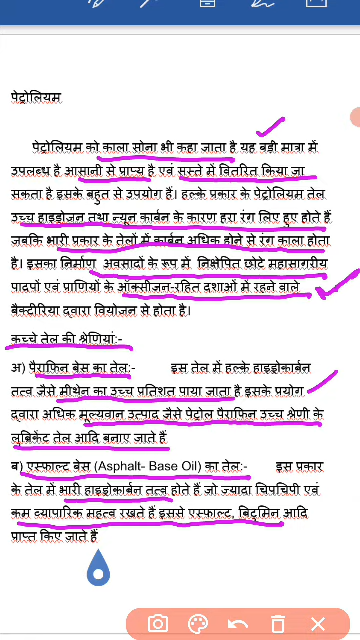 पेट्रोलियम
पेट्रोलियम को काला सोना भी कहा जाता है यह बड़ी मात्रा में
उपलब्ध है आसानी से प्राप्य है एवं सस्ते में वितरित किया जा
सकता है इसके बहुत से उपयोग हैं। हल्के प्रकार के पेट्रोलियम तेल
उच्च हाइड्रोजन तथा न्यून कार्बन के कारण हरा रंग लिए हुए होते हैं
जबकि भारी प्रकार के तेलों में कार्बन अधिक होने से रंग काला होता
है। इसका निर्माण अवसादों के रूप में निक्षेपित छोटे महासागरीय
पादपों एवं प्राणियों के ऑक्सीजन-रहित दशाओं में रहने वाले
बैक्टीरिया द्वारा वियोजन से होता है।
कच्चे तेल की श्रेणियां:-
अ) पैराफिन बेस का तेल:- इस तेल में हल्के हाइड्रोकार्बन
तत्व जैसे मीथेन का उच्च प्रतिशत पाया जाता है इसके प्रयोग
द्वारा अधिक मूल्यवान उत्पाद जैसे पेट्रोल पैराफिन उच्च श्रेणी के
लुब्रिकेंट तेल आदि बनाए जाते हैं
ब) एस्फाल्ट बेस (Asphalt- Base Oil) का तेल:- इस प्रकार
के तेल में भारी हाइड्रोकार्बन तत्व होते हैं जो ज्यादा चिपचिपी एवं
कम व्यापारिक महत्व रखते हैं इससे एस्फाल्ट, बिटुमिन आदि
प्राप्त किए जाते हैं